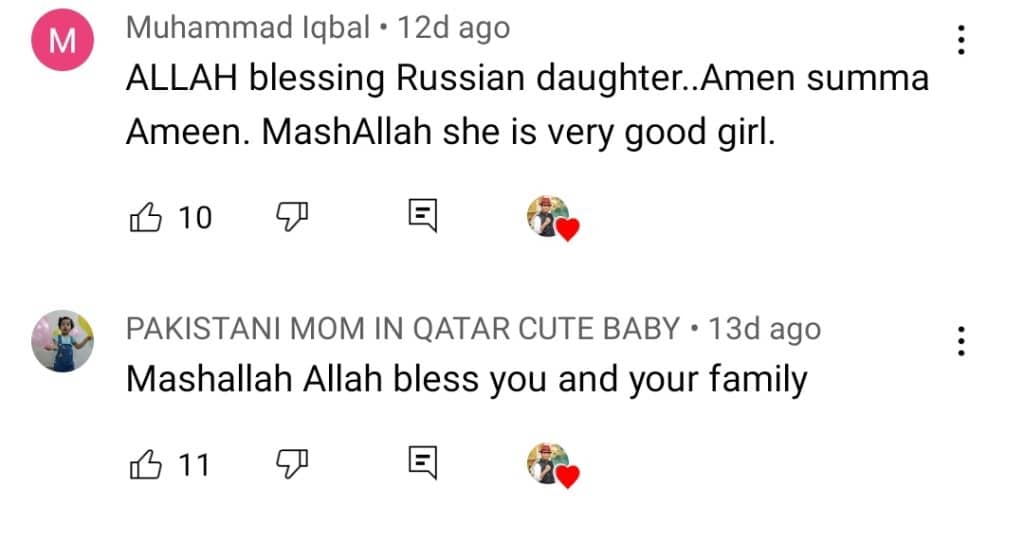 M
Muhammad Iqbal • 12d ago
ALLAH blessing Russian daughter..Amen summa
Ameen. MashAllah she is very good girl.
10
PAKISTANI MOM IN QATAR CUTE BABY • 13d ago
Mashallah Allah bless you and your family
11